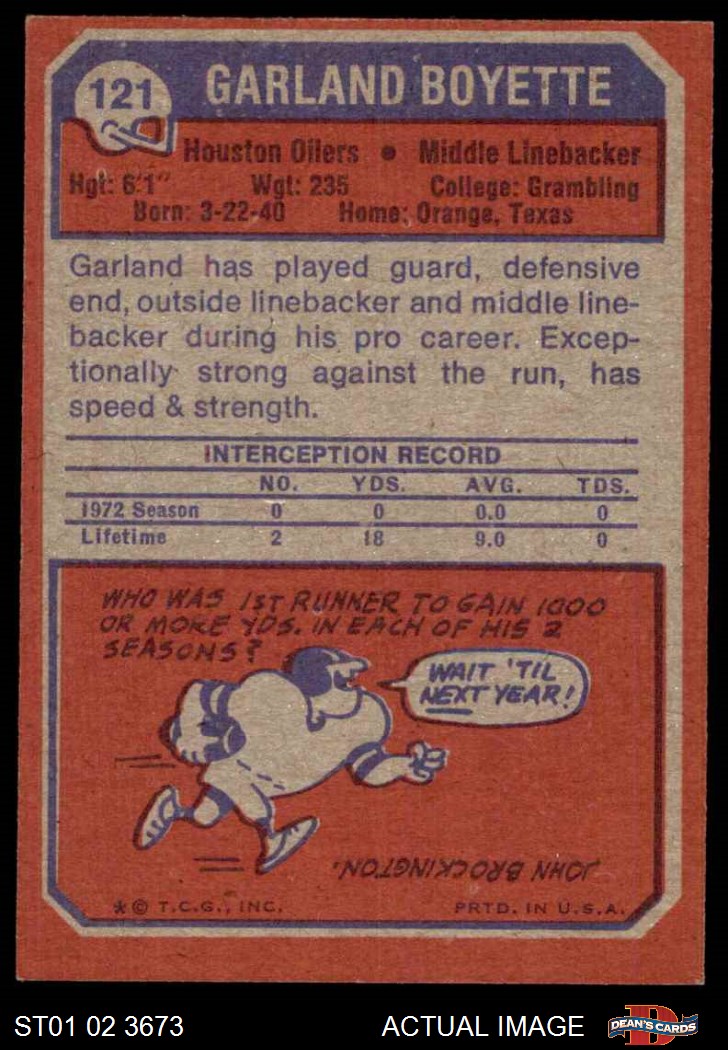 121
GARLAND BOYETTE
Houston Oilers • Middle Linebacker
Hgt: 6'1" Wgt: 235 College: Grambling
Born: 3-22-40 Home: Orange, Texas
Garland has played guard, defensive
end, outside linebacker and middle line-
backer during his pro career. Excep-
tionally strong against the run, has
speed & strength.
INTERCEPTION RECORD
NO. YDS. AVG. TDS.
1972 Season 0 0 0.0 0
Lifetime 2 18 9.0 0
WHO WAS 1ST RUNNER TO GAIN 1000
OR MORE YDS. IN EACH OF HIS 2
SEASONS?
WAIT 'TIL
NEXT YEAR!
JOHN BROCKINGTON.
* © T.C.G., INC. PRTD. IN U.S.A.
ST01 02 3673 ACTUAL IMAGE
DEAN'S CARDS